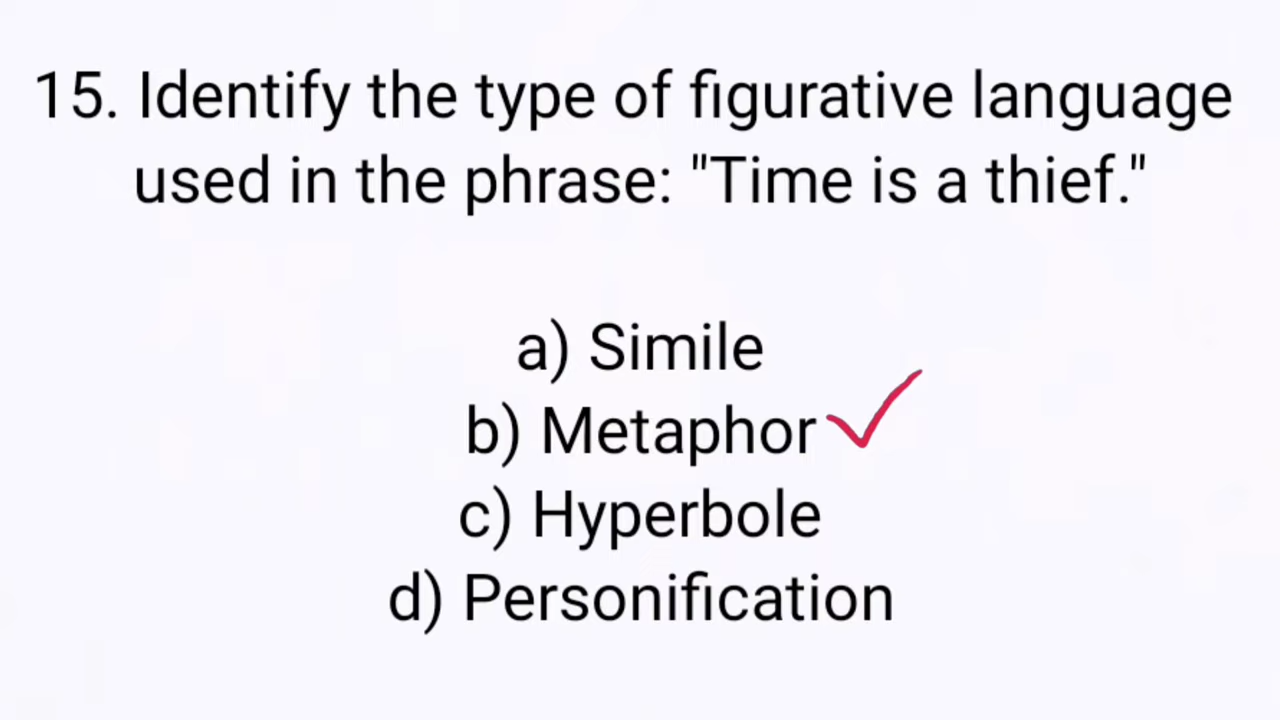 15. Identify the type of figurative language
used in the phrase: "Time is a thief."
a) Simile
b) Metaphor
c) Hyperbole
d) Personification